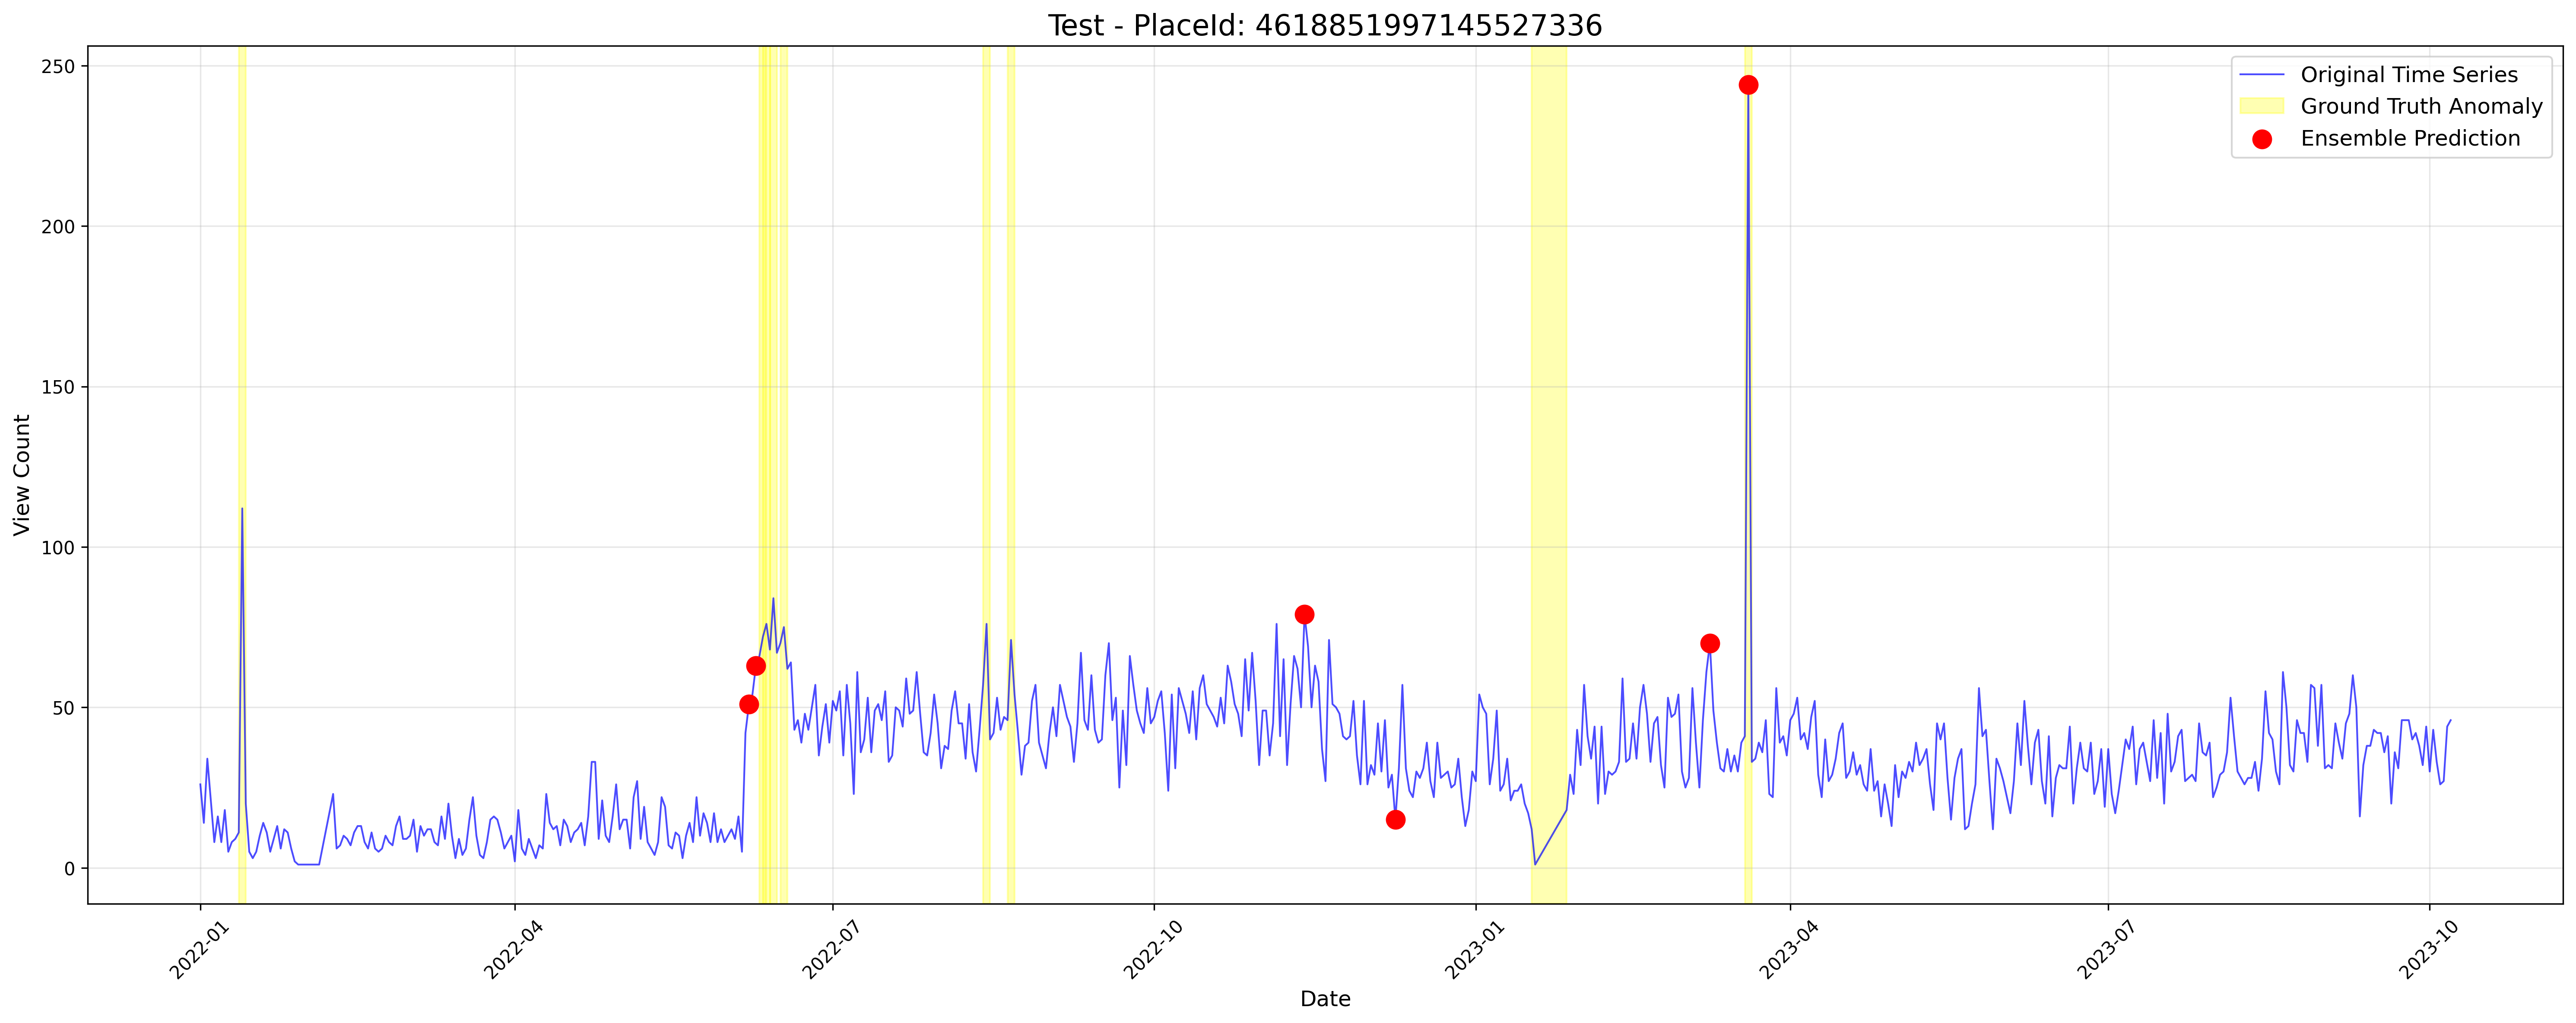 Test - PlaceId: 4618851997145527336
250
200
150
100
50
0
View Count
Original Time Series
Ground Truth Anomaly
Ensemble Prediction
2022-01
2022-04
2022-07
2022-10
2023-01
2023-04
2023-07
2023-10
Date